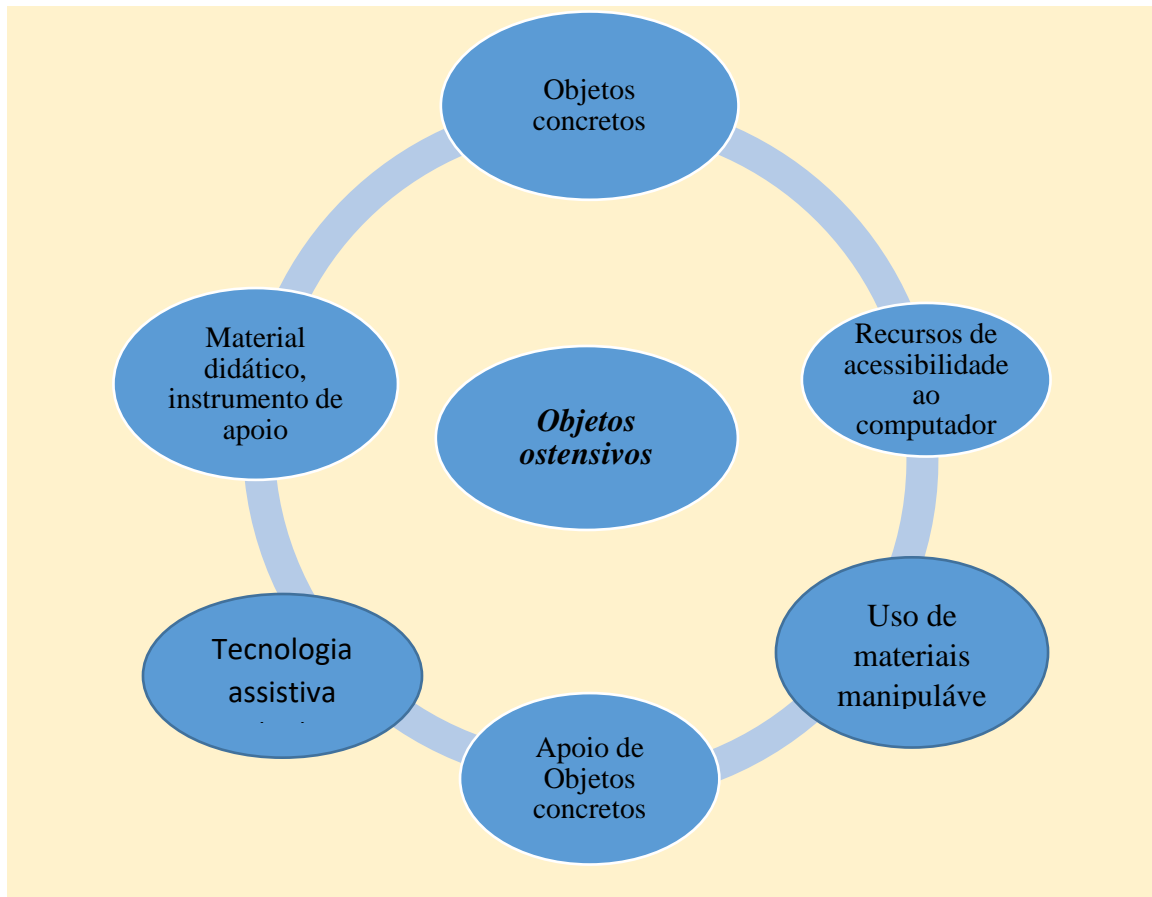 Objetos
concretos
Recursos de
acessibilidade
ao
computador
Uso de
materiais
manipuláve
Apoio de
Objetos
concretos
Tecnologia
assistiva
Material
didático,
instrumento de
apoio
Objetos
ostensivos